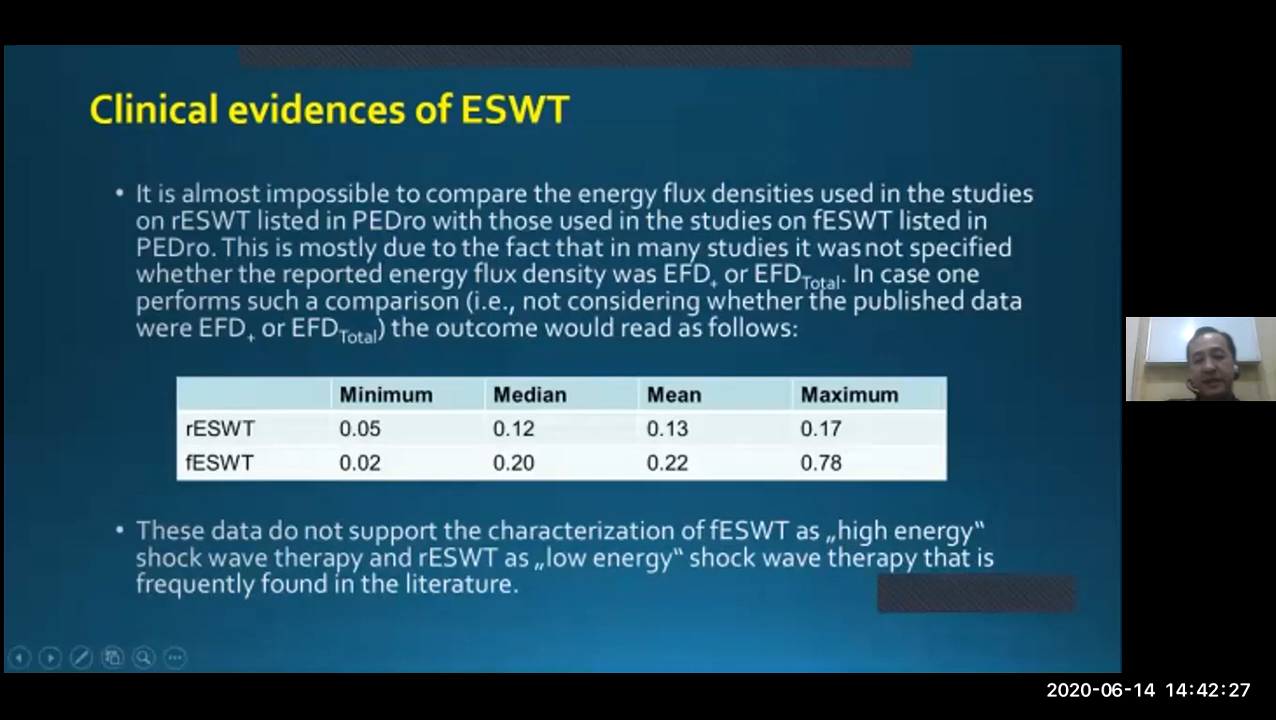 Clinical evidences of ESWT
• It is almost impossible to compare the energy flux densities used in the studies
on rESWT listed in PEDro with those used in the studies on fESWT listed in
PEDro. This is mostly due to the fact that in many studies it was not specified
whether the reported energy flux density was EFD+ or EFDTotal. In case one
performs such a comparison (i.e., not considering whether the published data
were EFD+ or EFDTotal) the outcome would read as follows:
Minimum Median Mean Maximum
rESWT 0.05 0.12 0.13 0.17
fESWT 0.02 0.20 0.22 0.78
• These data do not support the characterization of fESWT as „high energy“
shock wave therapy and rESWT as „low energy“ shock wave therapy that is
frequently found in the literature.
2020-06-14 14:42:27